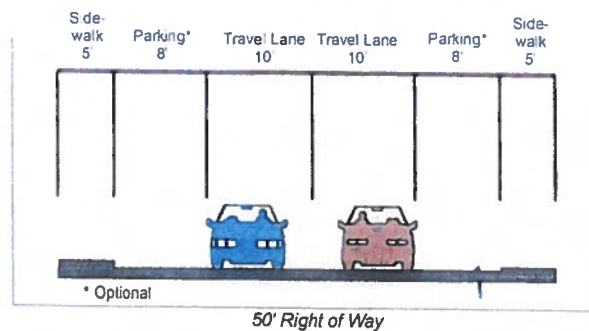 Side-
walk
5'
Parking*
8'
Travel Lane
10'
Travel Lane
10'
Parking*
8'
Side-
walk
5'
* Optional
50' Right of Way